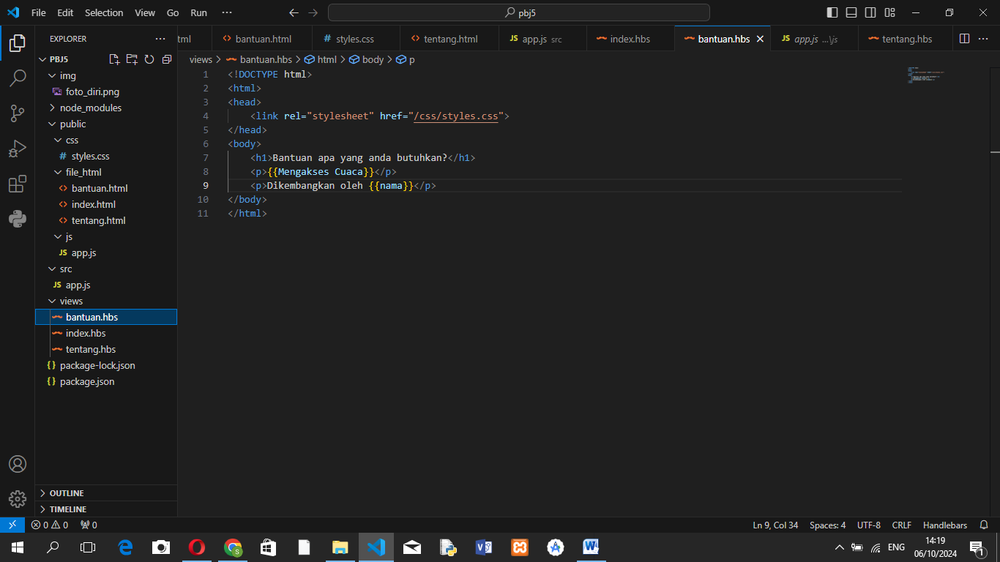 File Edit Selection View Go Run ··· pbj5
EXPLORER ···
tml bantuan.html # styles.css tentang.html JS app.js src index.hbs bantuan.hbs JS app.js ...\js tentang.hbs ···
PBJ5
img
foto_diri.png
node_modules
public
css
# styles.css
file_html
bantuan.html
index.html
tentang.html
js
JS app.js
src
JS app.js
views
bantuan.hbs
index.hbs
tentang.hbs
{} package-lock.json
{} package.json
OUTLINE
TIMELINE
views > bantuan.hbs > html > body > p
1 <!DOCTYPE html>
2 <html>
3 <head>
4 <link rel="stylesheet" href="/css/styles.css">
5 </head>
6 <body>
7 <h1>Bantuan apa yang anda butuhkan?</h1>
8 <p>{{Mengakses Cuaca}}</p>
9 <p>Dikembangkan oleh {{nama}}</p>
10 </body>
11 </html>
0 0 0 Ln 9, Col 34 Spaces: 4 UTF-8 CRLF Handlebars
ENG 14:19
06/10/2024 1